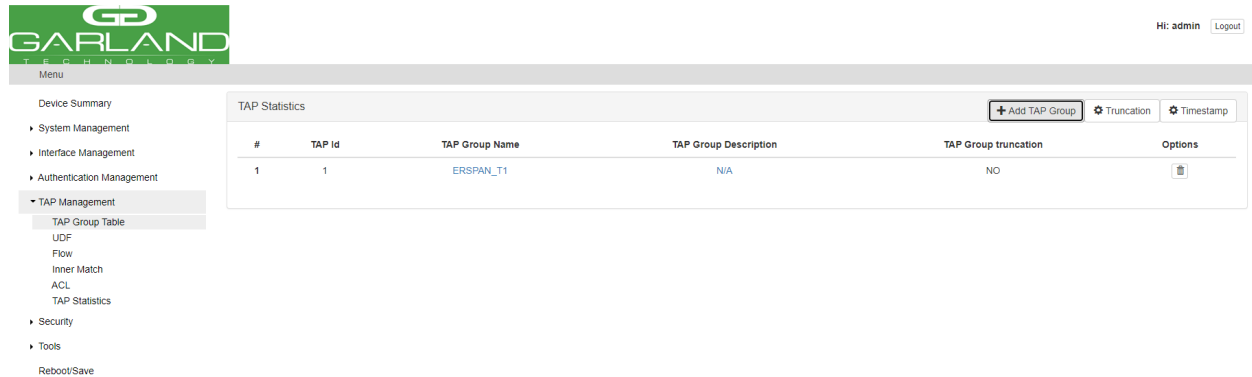 GARLAND
TECHNOLOGY
Hi: admin Logout
Menu
Device Summary
System Management
Interface Management
Authentication Management
TAP Management
TAP Group Table
UDF
Flow
Inner Match
ACL
TAP Statistics
Security
Tools
Reboot/Save
TAP Statistics
Add TAP Group Truncation Timestamp
# TAP Id TAP Group Name TAP Group Description TAP Group truncation Options
1 1 ERSPAN_T1 N/A NO